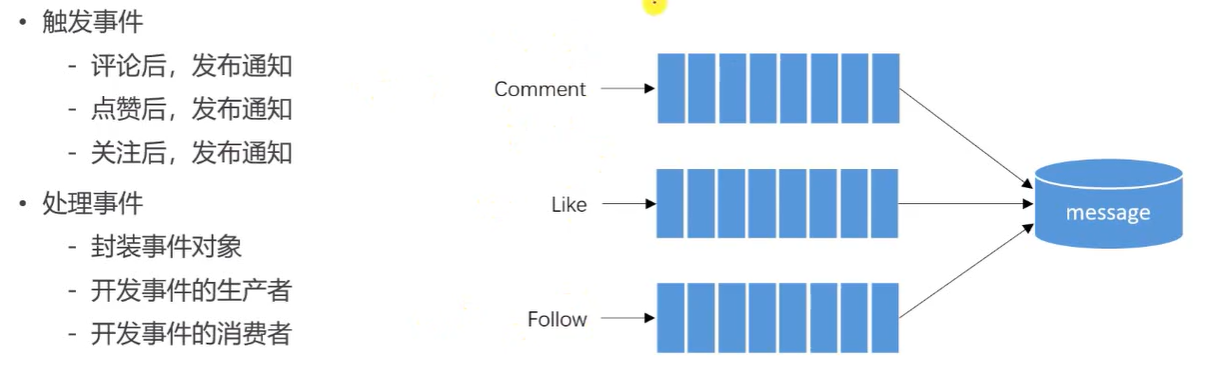 • 触发事件
- 评论后，发布通知
- 点赞后，发布通知
- 关注后，发布通知
• 处理事件
- 封装事件对象
- 开发事件的生产者
- 开发事件的消费者
Comment
Like
Follow
message